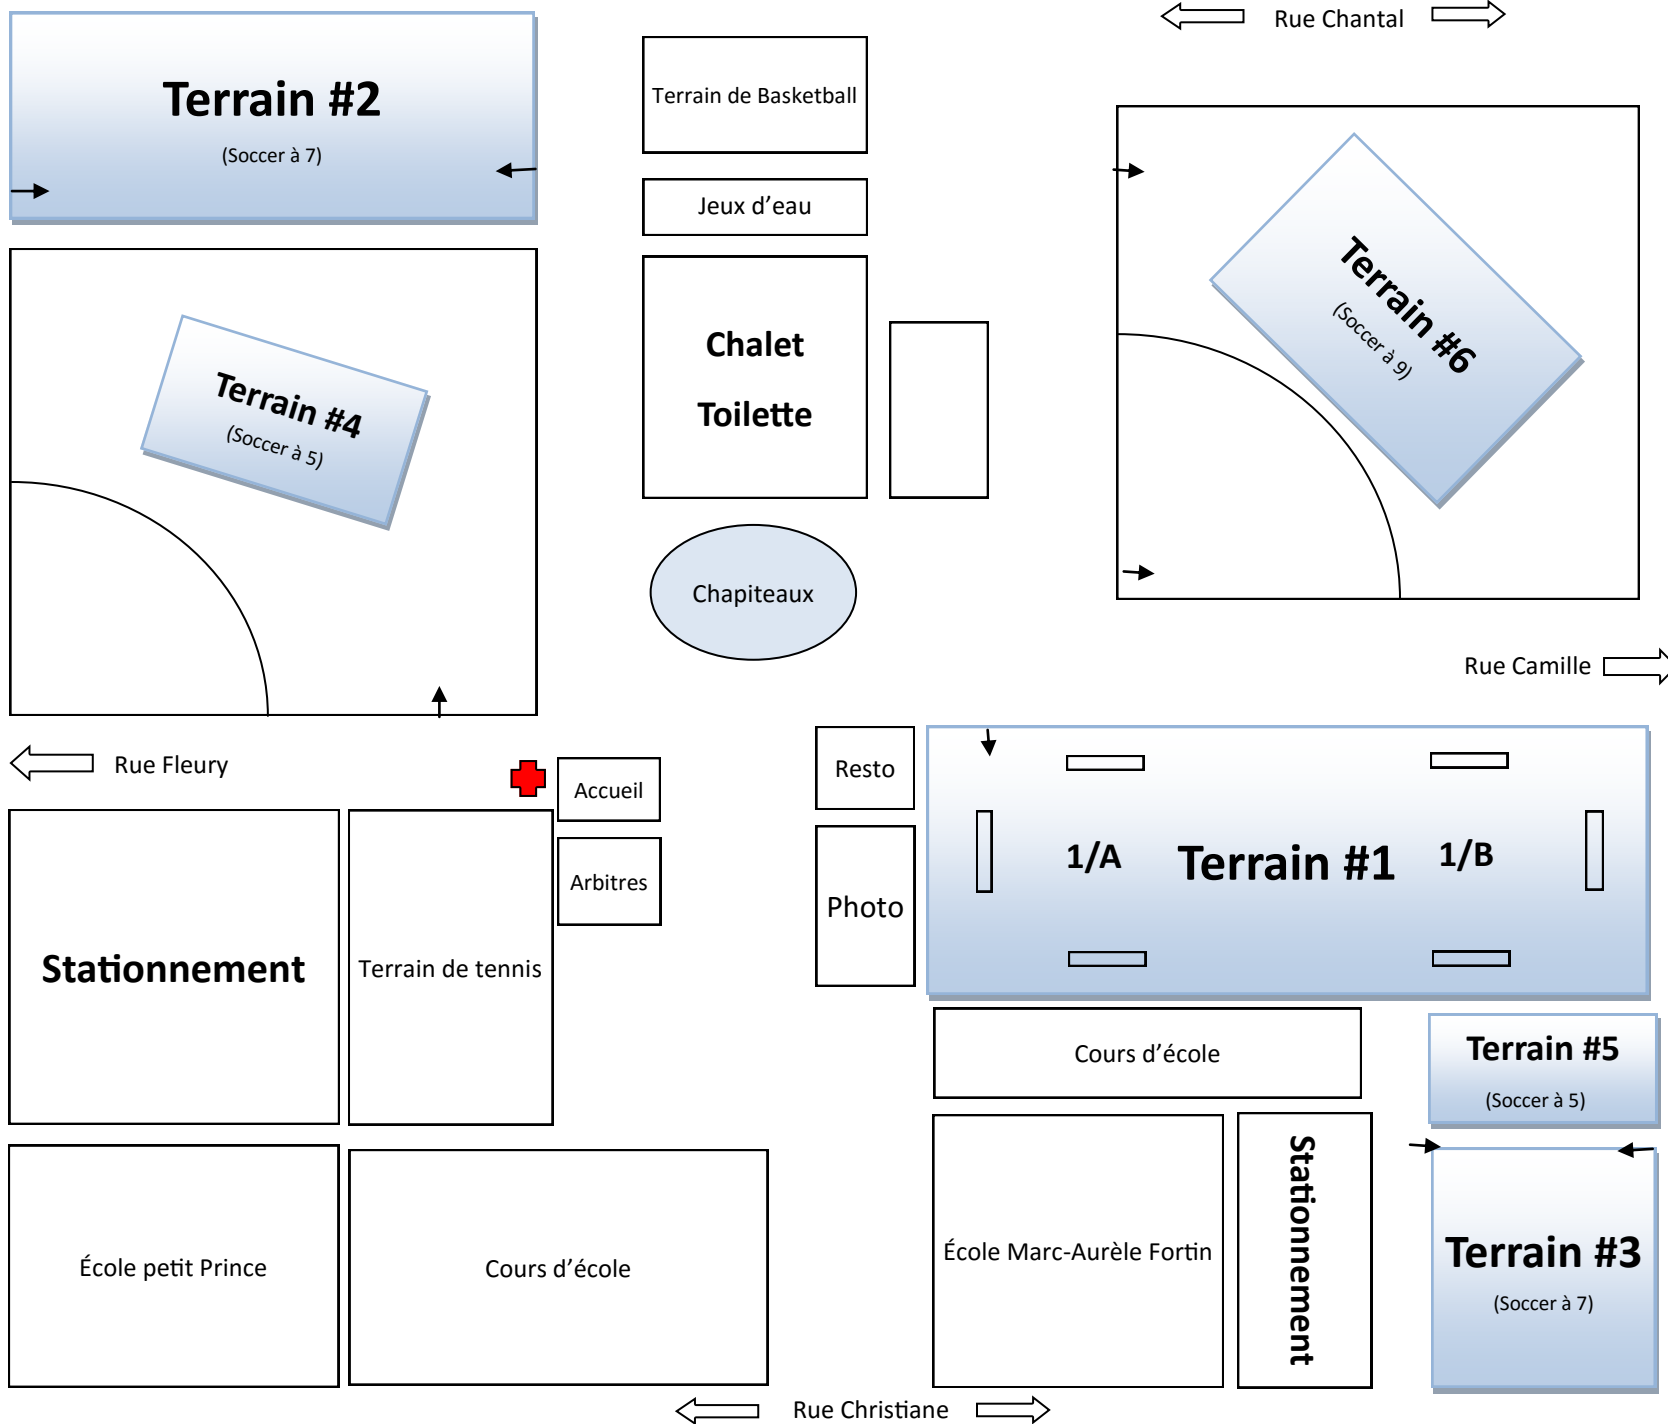 Rue Chantal
Terrain #2
(Soccer à 7)
Terrain de Basketball
Jeux d’eau
Terrain #6
(Soccer à 9)
Chalet
Toilette
Terrain #4
(Soccer à 5)
Chapiteaux
Rue Camille
Rue Fleury
Accueil
Resto
Arbitres
Photo
1/A
Terrain #1
1/B
Stationnement
Terrain de tennis
Cours d’école
Terrain #5
(Soccer à 5)
École petit Prince
Cours d’école
École Marc-Aurèle Fortin
Stationnement
Terrain #3
(Soccer à 7)
Rue Christiane